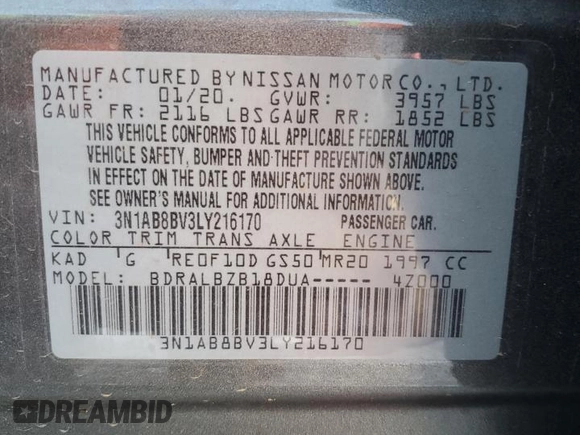 MANUFACTURED BY NISSAN MOTOR CO., LTD.
DATE: 01/20. GVWR: 3957 LBS
GAWR FR: 2116 LBS GAWR RR: 1852 LBS
THIS VEHICLE CONFORMS TO ALL APPLICABLE FEDERAL MOTOR
VEHICLE SAFETY, BUMPER AND THEFT PREVENTION STANDARDS
IN EFFECT ON THE DATE OF MANUFACTURE SHOWN ABOVE.
SEE OWNER'S MANUAL FOR ADDITIONAL INFORMATION.
VIN: 3N1AB8BV3LY216170 PASSENGER CAR.
COLOR TRIM TRANS AXLE ENGINE
KAD G RE0F10D GS50 MR20 1997 CC
MODEL: BDRALBZB18DUA----- 4Z000
3N1AB8BV3LY216170
DREAMBID